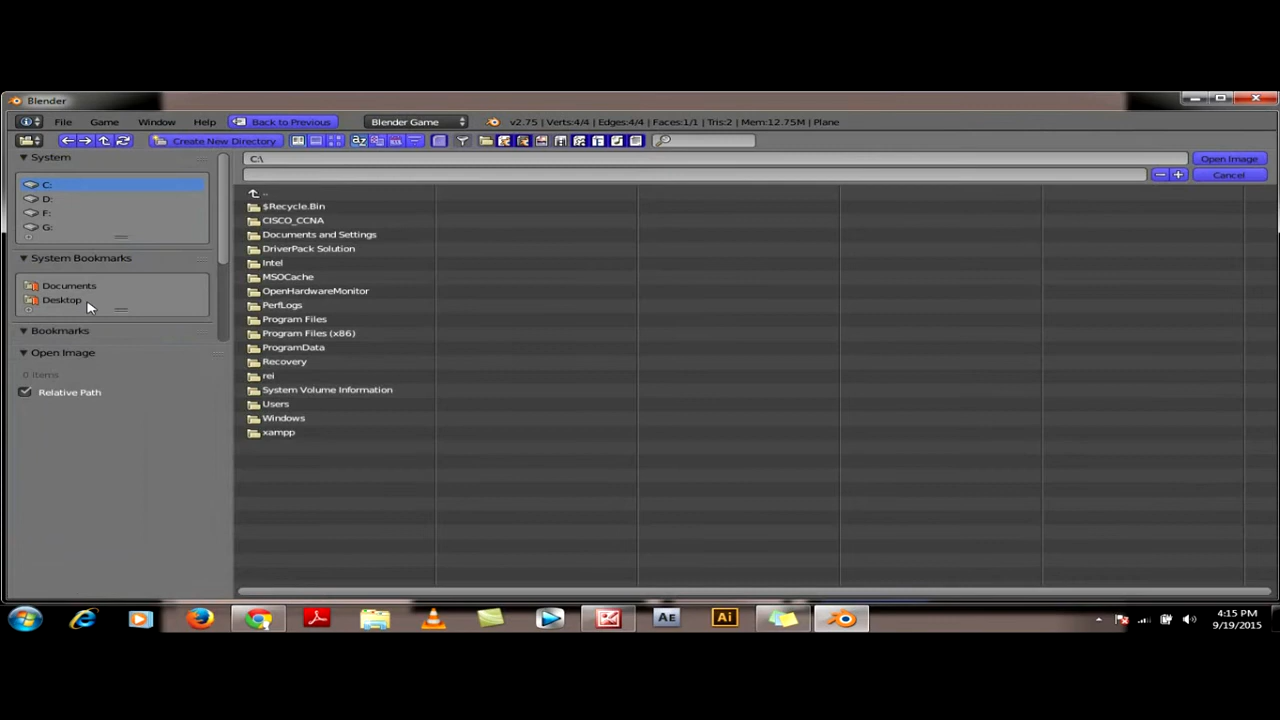 Blender
File Game Window Help Back to Previous Blender Game v2.75 | Verts:4/4 | Edges:4/4 | Faces:1/1 | Tris:2 | Mem:12.75M | Plane
Create New Directory
System
C:
D:
F:
G:
System Bookmarks
Documents
Desktop
Bookmarks
Open Image
0 items
Relative Path
C:\ Open Image
Cancel
..
$Recycle.Bin
CISCO_CCNA
Documents and Settings
DriverPack Solution
Intel
MSOCache
OpenHardwareMonitor
PerfLogs
Program Files
Program Files (x86)
ProgramData
Recovery
rei
System Volume Information
Users
Windows
xampp
AE Ai
4:15 PM
9/19/2015